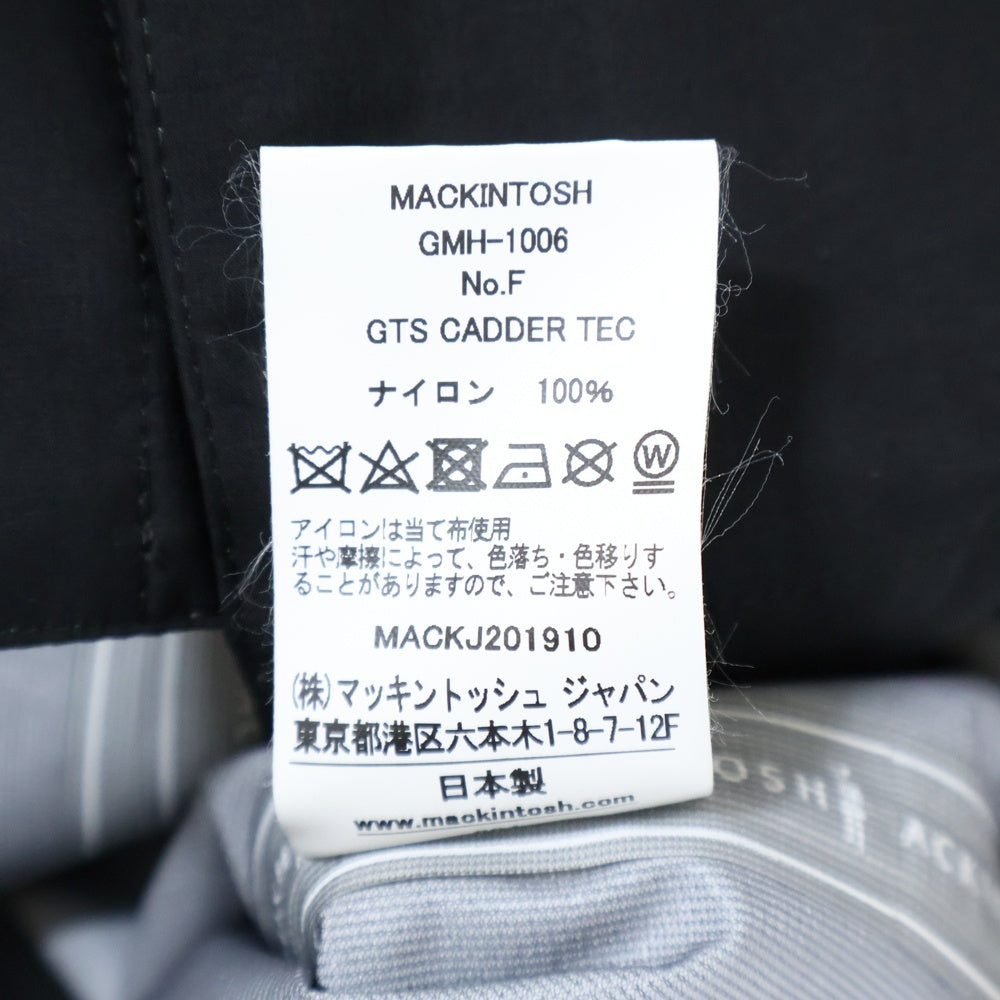 MACKINTOSH
GMH-1006
No.F
GTS CADDER TEC
ナイロン 100%
W
アイロンは当て布使用
汗や摩擦によって、色落ち・色移りす
ることがありますので、ご注意下さい。
MACKJ201910
(株)マッキントッシュ ジャパン
東京都港区六本木1-8-7-12F
日本製
www.mackintosh.com
OSH
ACK